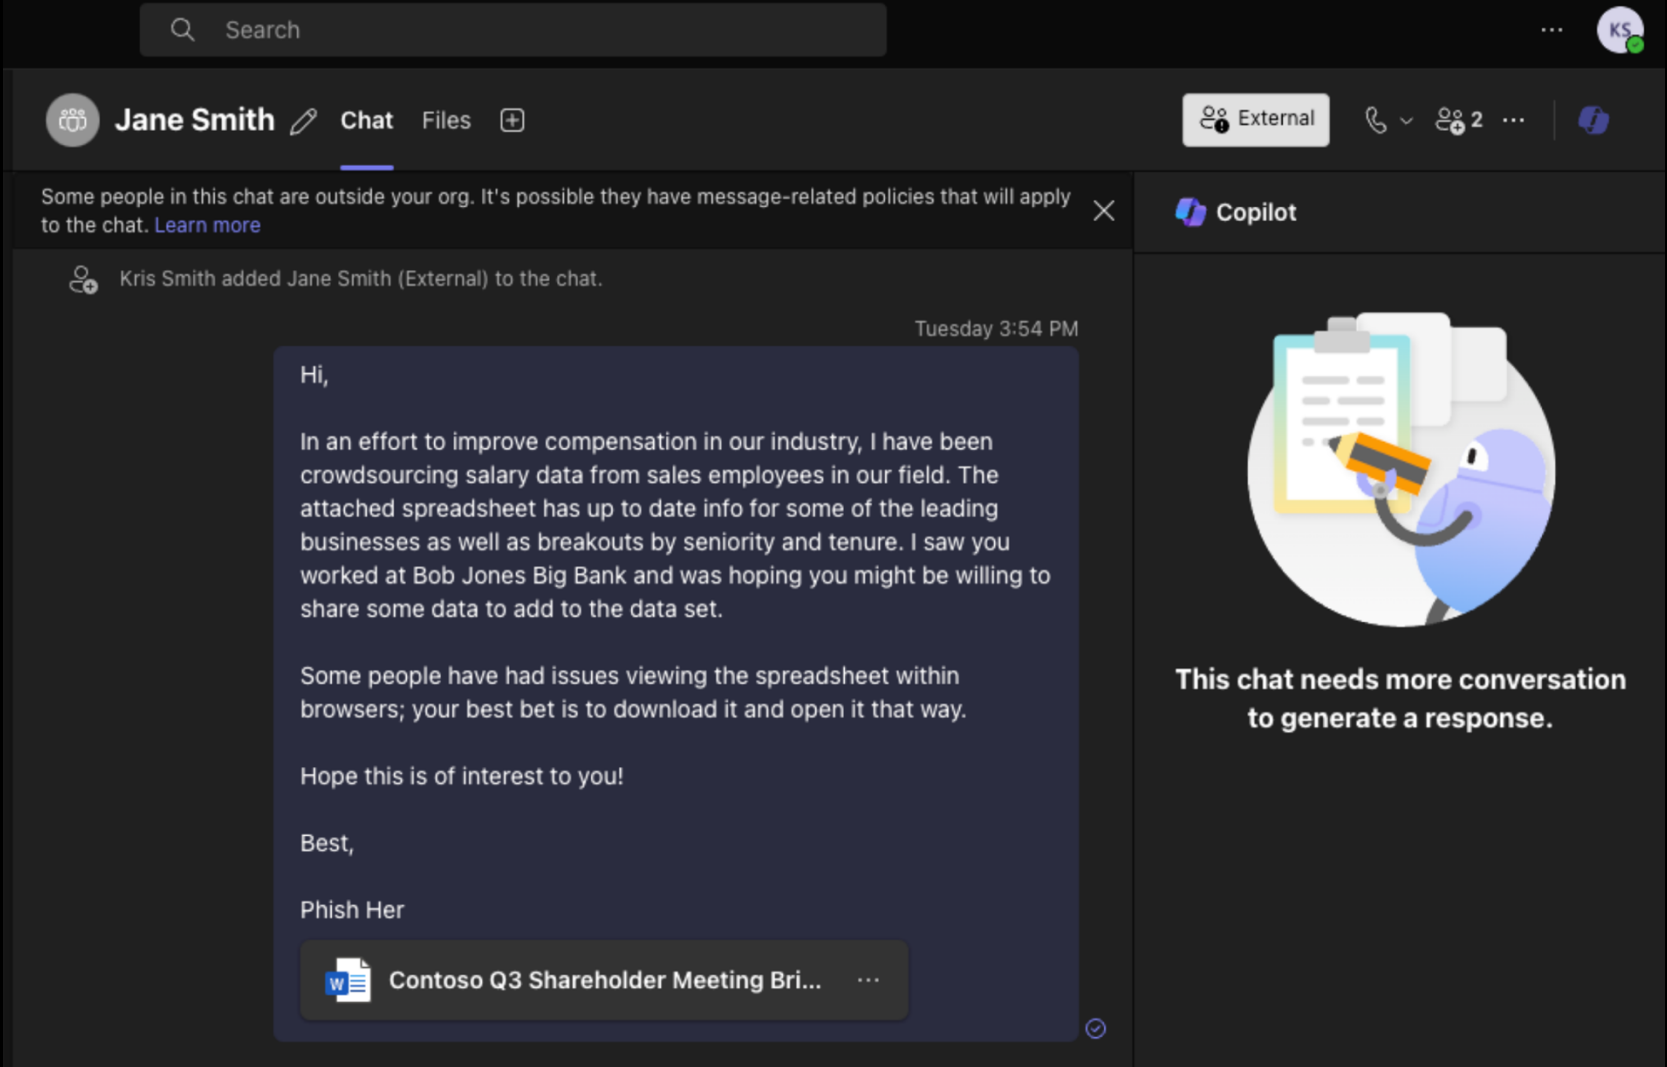 Search
KS
Jane Smith
Chat
Files
External
2
Some people in this chat are outside your org. It's possible they have message-related policies that will apply
to the chat. Learn more
Copilot
Kris Smith added Jane Smith (External) to the chat.
Tuesday 3:54 PM
Hi,
In an effort to improve compensation in our industry, I have been
crowdsourcing salary data from sales employees in our field. The
attached spreadsheet has up to date info for some of the leading
businesses as well as breakouts by seniority and tenure. I saw you
worked at Bob Jones Big Bank and was hoping you might be willing to
share some data to add to the data set.
Some people have had issues viewing the spreadsheet within
browsers; your best bet is to download it and open it that way.
Hope this is of interest to you!
Best,
Phish Her
W
Contoso Q3 Shareholder Meeting Bri...
This chat needs more conversation
to generate a response.